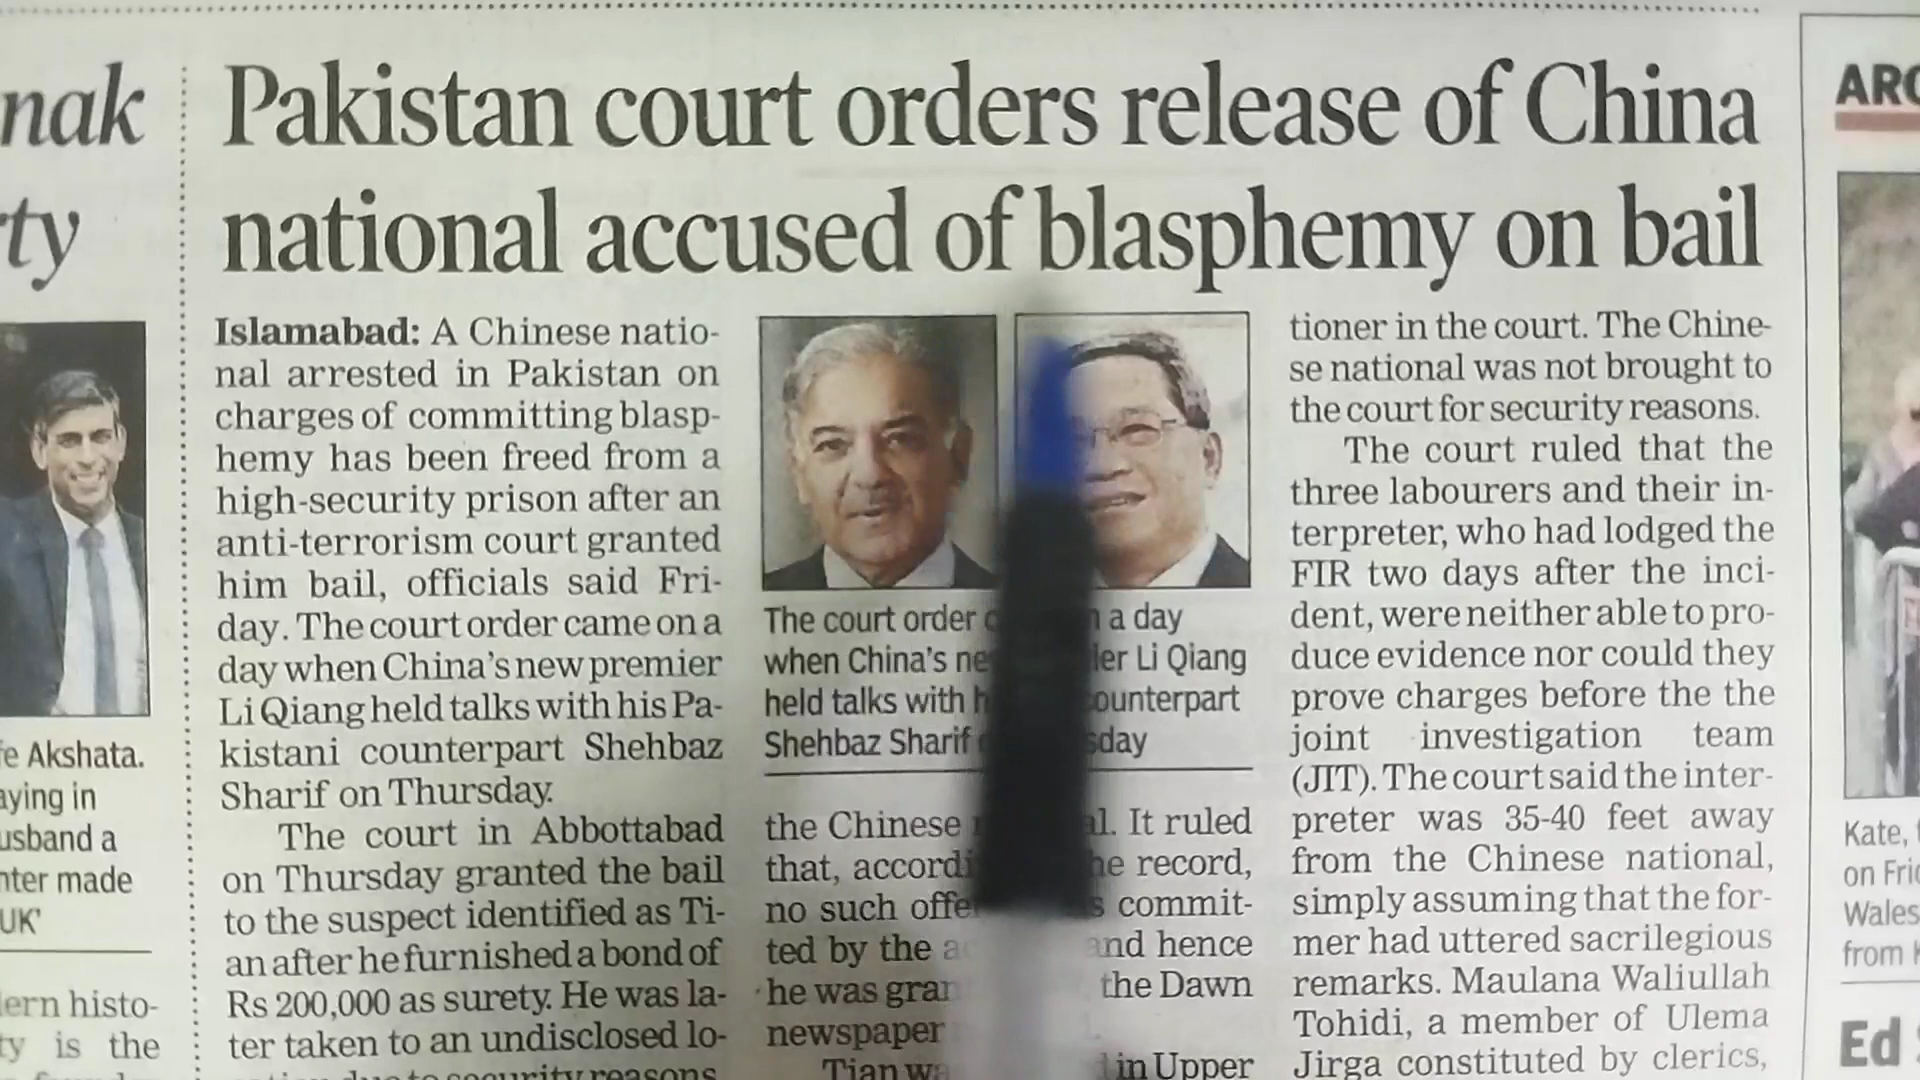 nak
ty
e Akshata.
aying in
usband a
nter made
UK'
ern histo-
ty is the
Pakistan court orders release of China
national accused of blasphemy on bail
Islamabad: A Chinese natio-
nal arrested in Pakistan on
charges of committing blasp-
hemy has been freed from a
high-security prison after an
anti-terrorism court granted
him bail, officials said Fri-
day. The court order came on a
day when China's new premier
Li Qiang held talks with his Pa-
kistani counterpart Shehbaz
Sharif on Thursday.
The court in Abbottabad
on Thursday granted the bail
to the suspect identified as Ti-
an after he furnished a bond of
Rs 200,000 as surety. He was la-
ter taken to an undisclosed lo-
due to security reasons
The court order a day
when China's Li Qiang
held talks with
Shehbaz Sharif
the Chinese It ruled
that, the record,
no such commit-
ted by the and hence
he was the Dawn
newspaper
Tian in Upper
tioner in the court. The Chine-
se national was not brought to
the court for security reasons.
The court ruled that the
three labourers and their in-
terpreter, who had lodged the
FIR two days after the inci-
dent, were neither able to pro-
duce evidence nor could they
prove charges before the the
joint investigation team
(JIT). The court said the inter-
preter was 35-40 feet away
from the Chinese national,
simply assuming that the for-
mer had uttered sacrilegious
remarks. Maulana Waliullah
Tohidi, a member of Ulema
Jirga constituted by clerics,
ARO
Kate,
on Fri
Wales
from
Ed